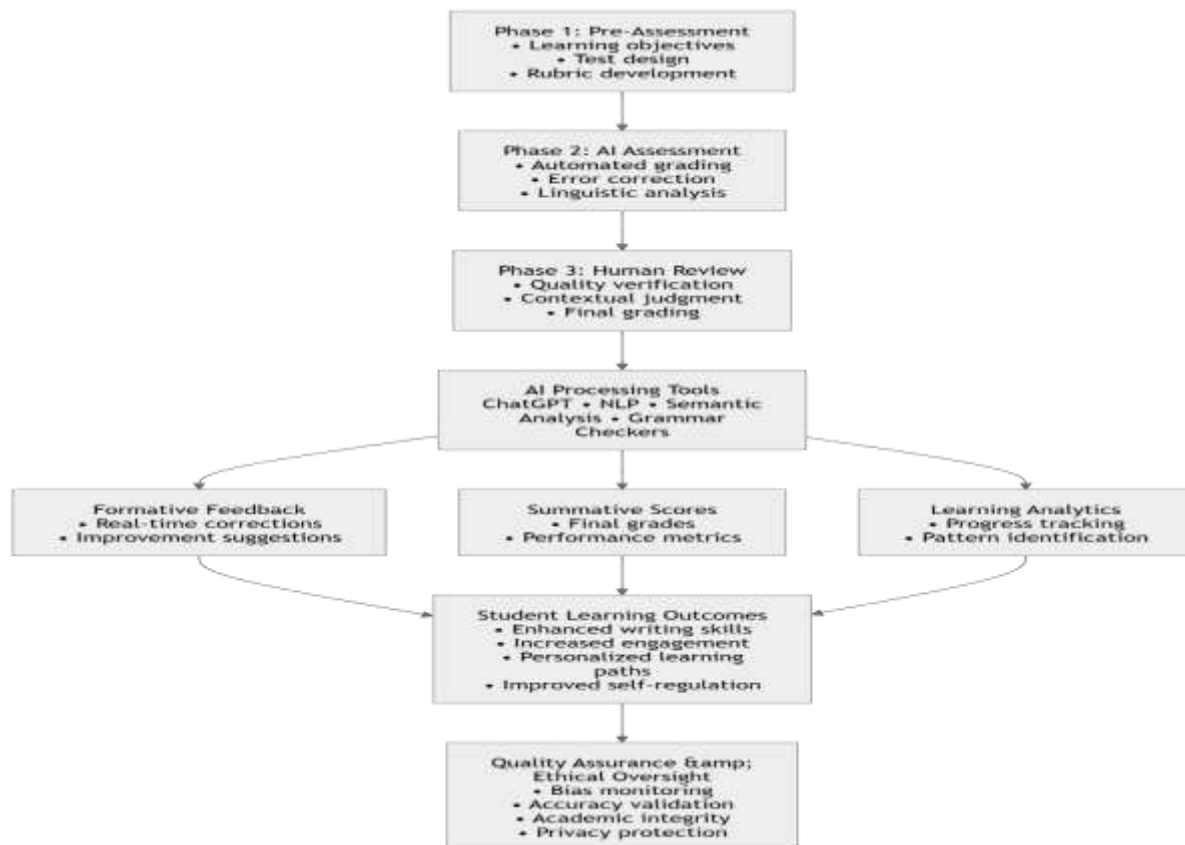 Phase 1: Pre-Assessment
• Learning objectives
• Test design
• Rubric development
Phase 2: AI Assessment
• Automated grading
• Error correction
• Linguistic analysis
Phase 3: Human Review
• Quality verification
• Contextual judgment
• Final grading
AI Processing Tools
ChatGPT • NLP • Semantic
Analysis • Grammar
Checkers
Formative Feedback
• Real-time corrections
• Improvement suggestions
Summative Scores
• Final grades
• Performance metrics
Learning Analytics
• Progress tracking
• Pattern identification
Student Learning Outcomes
• Enhanced writing skills
• Increased engagement
• Personalized learning
paths
• Improved self-regulation
Quality Assurance &amp;
Ethical Oversight
• Bias monitoring
• Accuracy validation
• Academic integrity
• Privacy protection